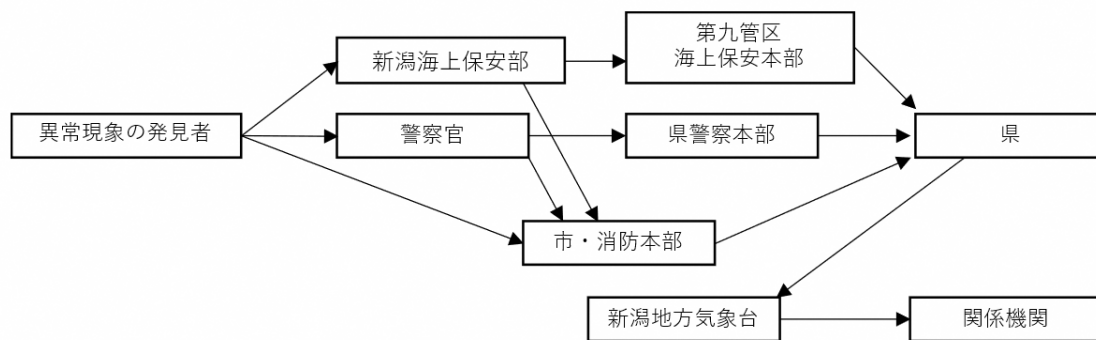 第九管区
海上保安本部
新潟海上保安部
異常現象の発見者
警察官
県警察本部
県
市・消防本部
新潟地方気象台
関係機関